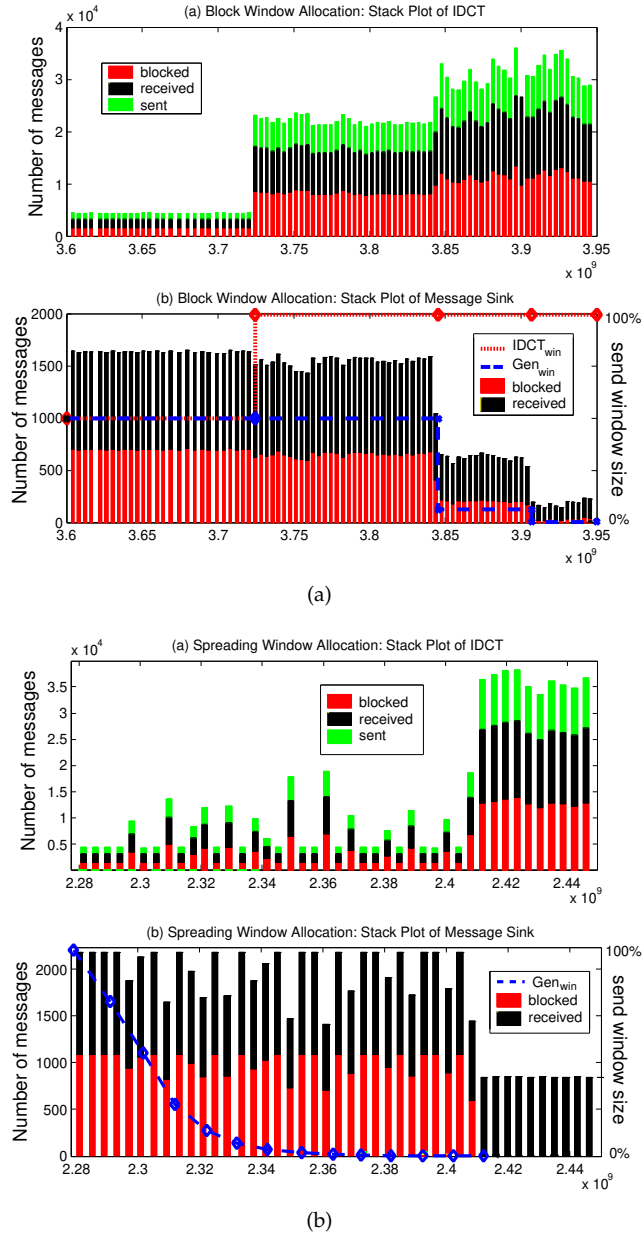 (a) Block Window Allocation: Stack Plot of IDCT
x 10^4
4
3
2
1
0
Number of messages
blocked
received
sent
3.6 3.65 3.7 3.75 3.8 3.85 3.9 3.95
x 10^9
(b) Block Window Allocation: Stack Plot of Message Sink
2000
1500
1000
500
0
Number of messages
IDCT_win
Gen_win
blocked
received
100%
0%
send window size
3.6 3.65 3.7 3.75 3.8 3.85 3.9 3.95
x 10^9
(a)
(a) Spreading Window Allocation: Stack Plot of IDCT
x 10^4
3.5
3
2.5
2
1.5
1
0.5
Number of messages
blocked
received
sent
2.28 2.3 2.32 2.34 2.36 2.38 2.4 2.42 2.44
x 10^9
(b) Spreading Window Allocation: Stack Plot of Message Sink
2000
1500
1000
500
0
Number of messages
Gen_win
blocked
received
100%
0%
send window size
2.28 2.3 2.32 2.34 2.36 2.38 2.4 2.42 2.44
x 10^9
(b)